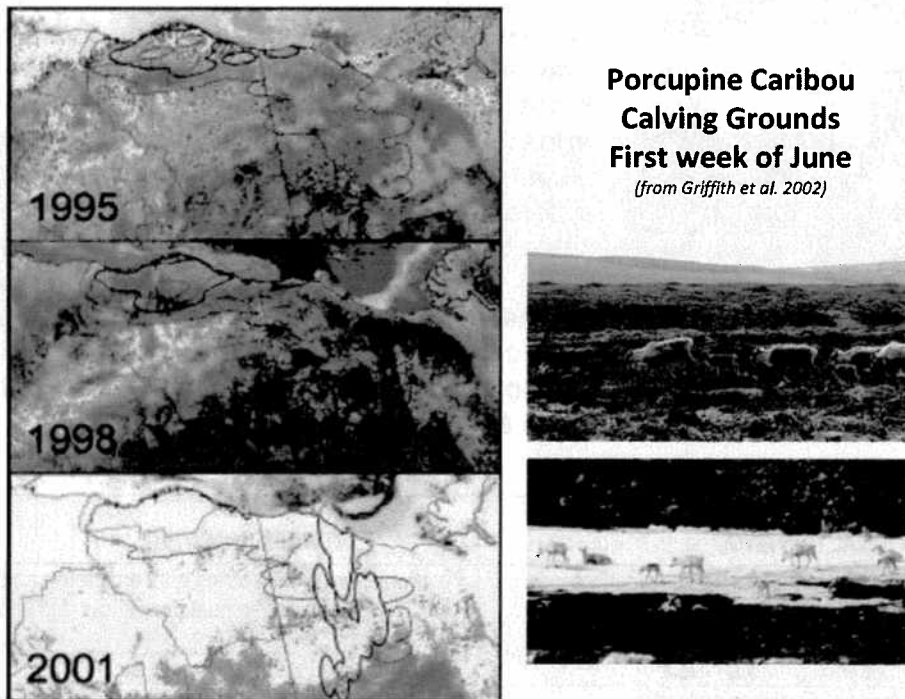 Porcupine Caribou
Calving Grounds
First week of June
(from Griffith et al. 2002)
1995
1998
2001